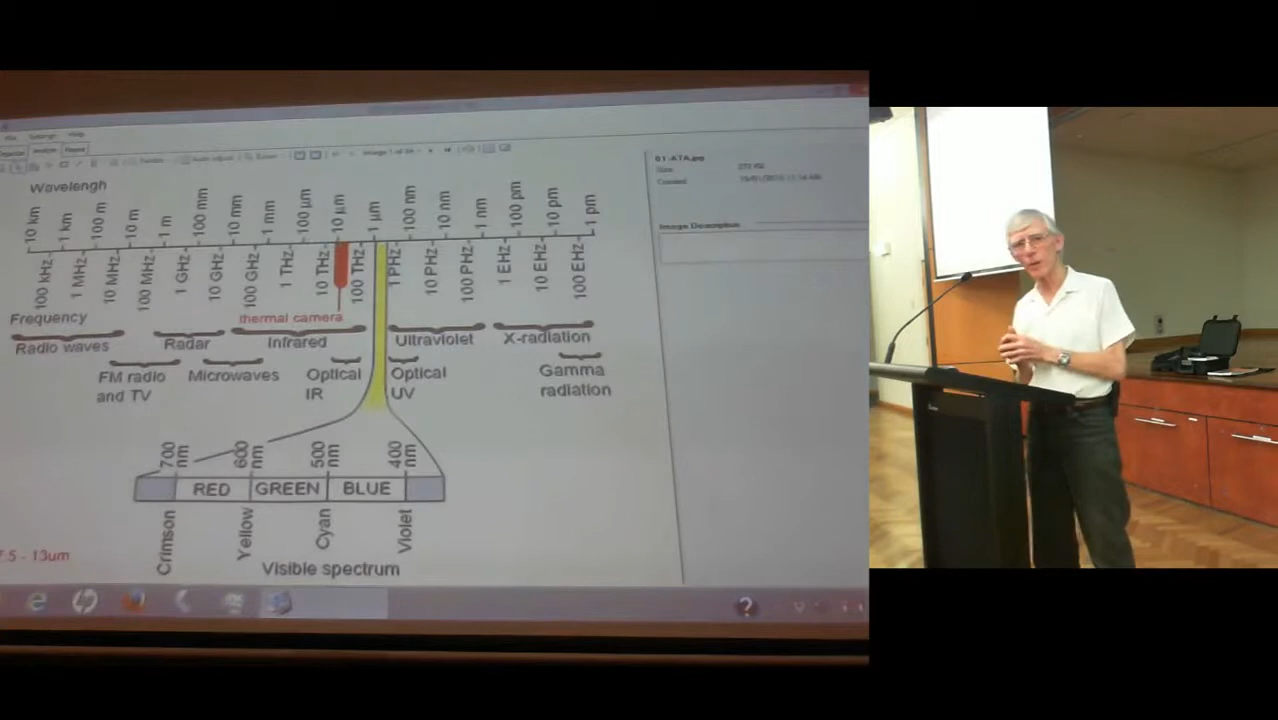 File Settings Help
Wavelengh
10 km 1 km 100 m 10 m 1 m 100 mm 10 mm 1 mm 100 µm 10 µm 1 µm 100 nm 10 nm 1 nm 100 pm 10 pm 1 pm
100 kHz 1 MHz 10 MHz 100 MHz 1 GHz 10 GHz 100 GHz 1 THz 10 THz 100 THz 1 PHz 10 PHz 100 PHz 1 EHz 10 EHz 100 EHz
Frequency
thermal camera
Radio waves Radar Infrared Ultraviolet X-radiation
FM radio and TV
Microwaves
Optical IR
Optical UV
Gamma radiation
700 nm 600 nm 500 nm 400 nm
RED GREEN BLUE
Crimson Yellow Cyan Violet
Visible spectrum
7.5 - 13um
Size
Created
Image Description
?